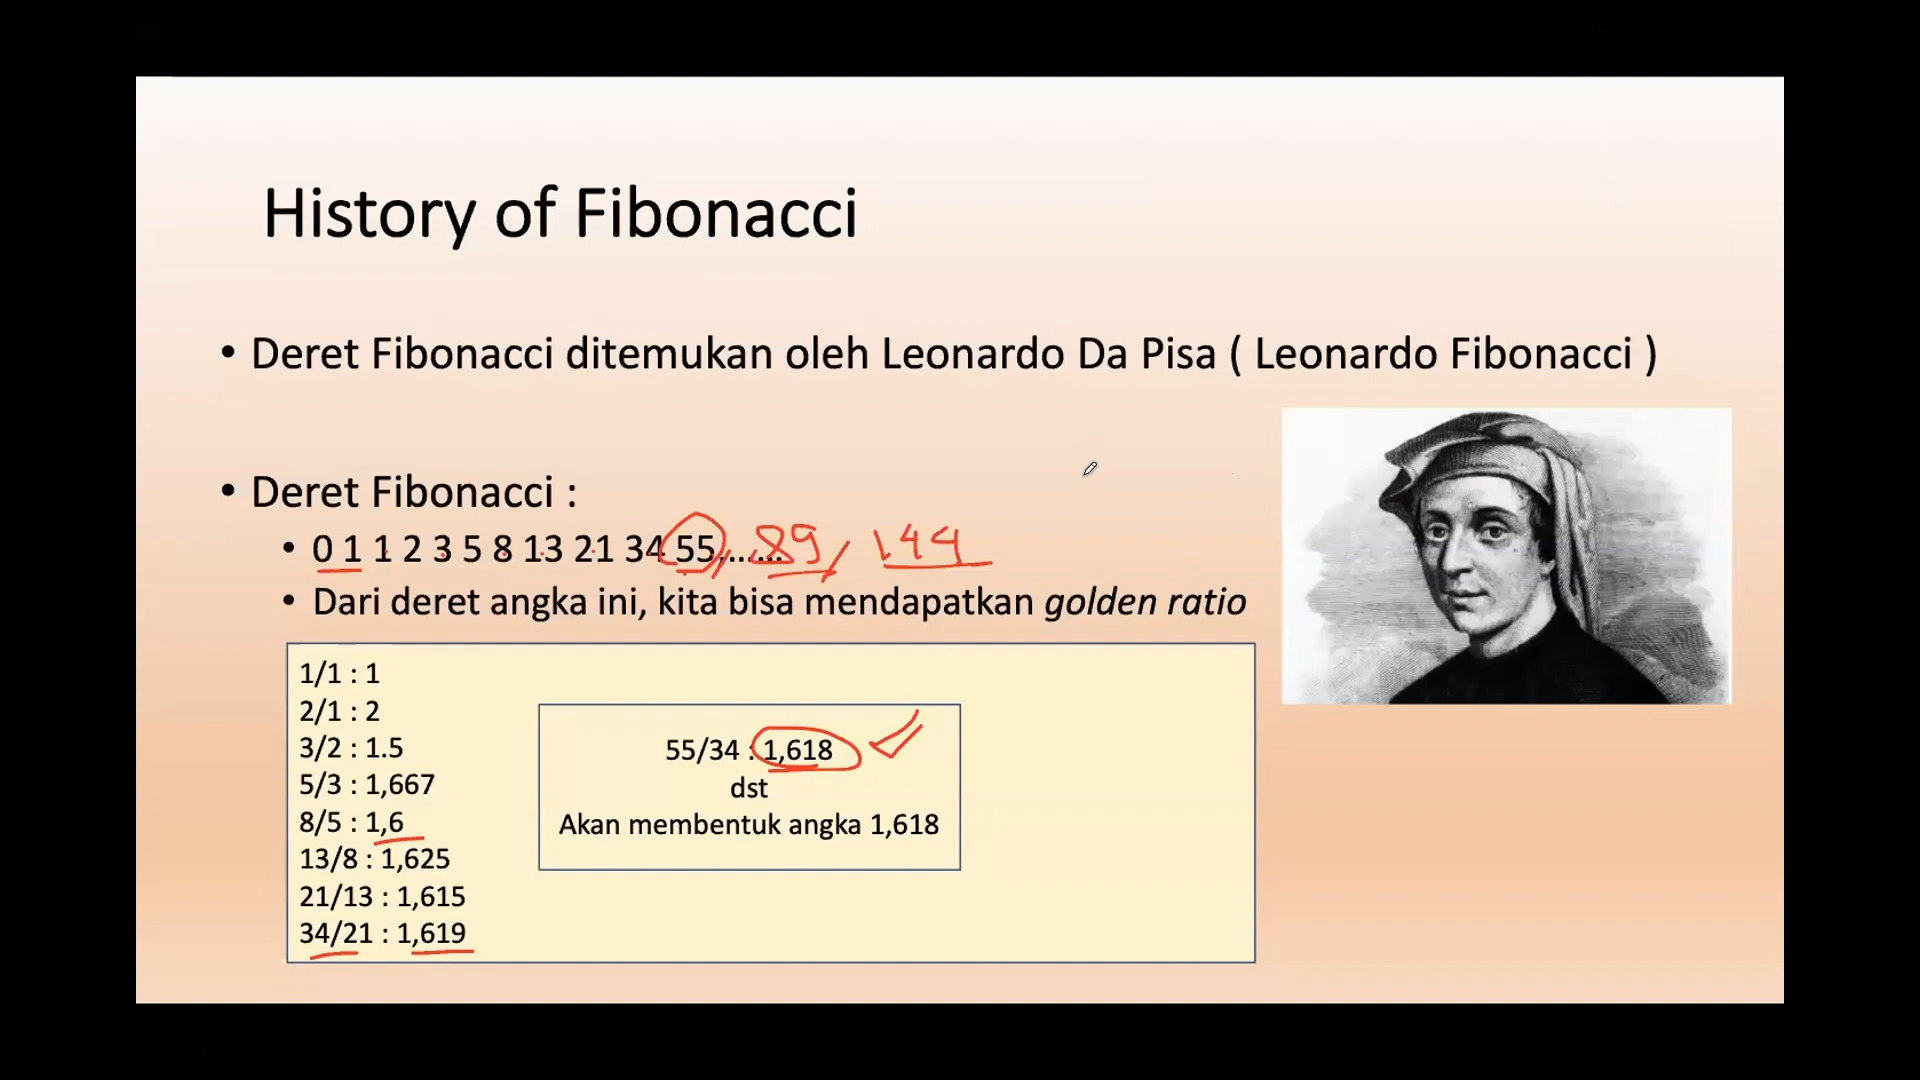 History of Fibonacci
• Deret Fibonacci ditemukan oleh Leonardo Da Pisa ( Leonardo Fibonacci )
• Deret Fibonacci :
• 0 1 1 2 3 5 8 13 21 34 55,...... , 89, 144
• Dari deret angka ini, kita bisa mendapatkan golden ratio
1/1 : 1
2/1 : 2
3/2 : 1.5
5/3 : 1,667
8/5 : 1,6
13/8 : 1,625
21/13 : 1,615
34/21 : 1,619
55/34 : 1,618
dst
Akan membentuk angka 1,618